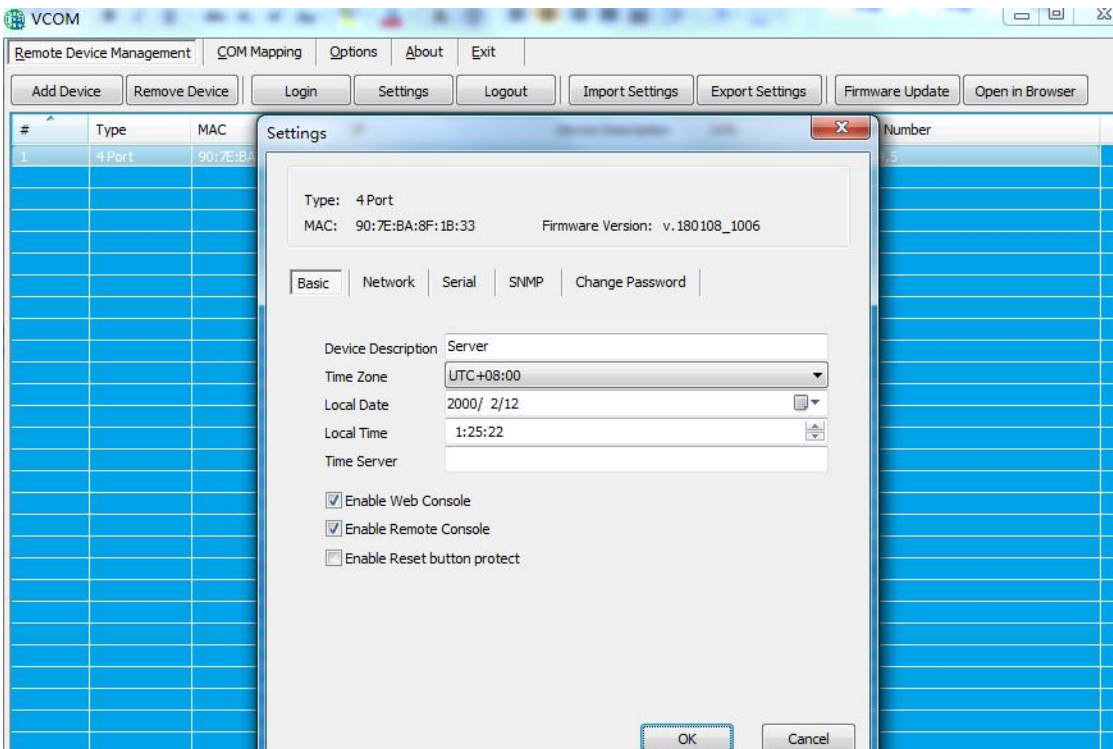 VCOM
Remote Device Management COM Mapping Options About Exit
Add Device Remove Device Login Settings Logout Import Settings Export Settings Firmware Update Open in Browser
# Type MAC Number
1 4 Port 90:7E:BA
Settings
Type: 4 Port
MAC: 90:7E:BA:8F:1B:33 Firmware Version: v.180108_1006
Basic Network Serial SNMP Change Password
Device Description Server
Time Zone UTC+08:00
Local Date 2000/ 2/12
Local Time 1:25:22
Time Server
Enable Web Console
Enable Remote Console
Enable Reset button protect
OK Cancel